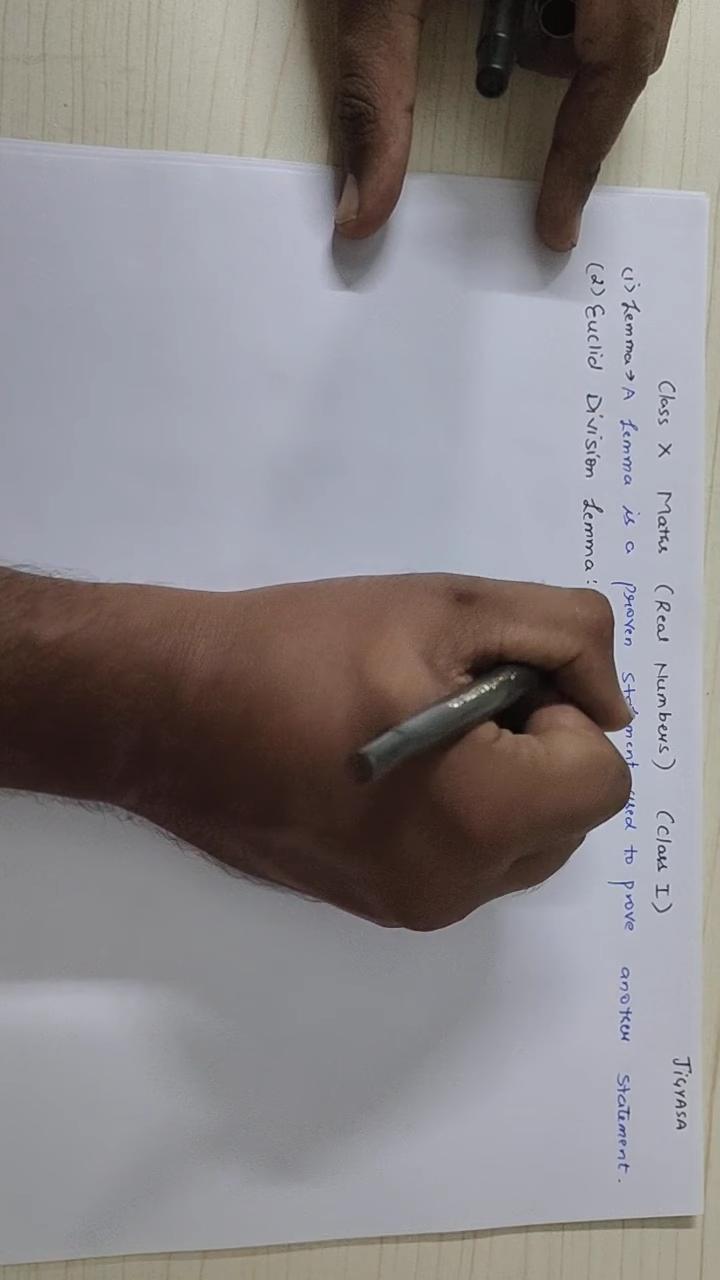 JIGYASA
Class X Maths (Real Numbers) (Class I)
(1) Lemma → A Lemma is a proven statement used to prove another statement.
(2) Euclid Division Lemma: